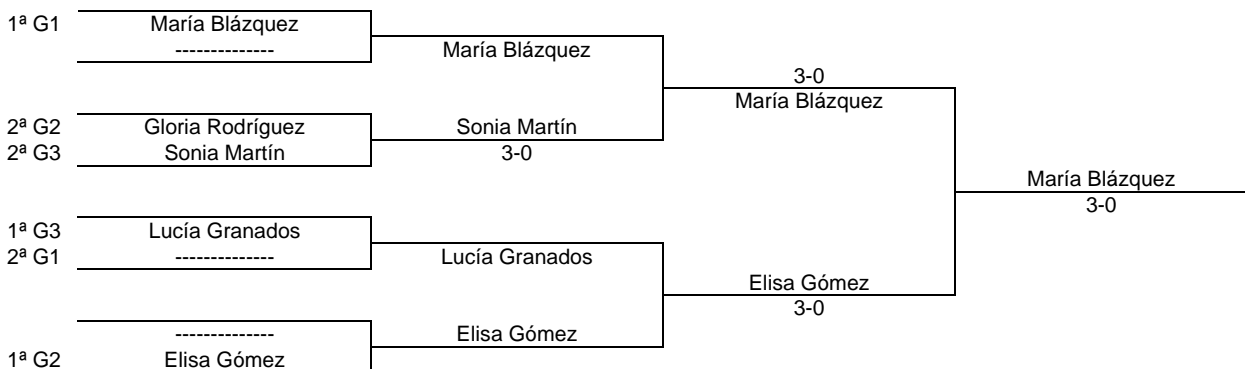 1ª G1 María Blázquez
--------------
María Blázquez
3-0
María Blázquez
2ª G2 Gloria Rodríguez
Sonia Martín
2ª G3 Sonia Martín
3-0
María Blázquez
3-0
1ª G3 Lucía Granados
2ª G1 --------------
Lucía Granados
Elisa Gómez
3-0
--------------
Elisa Gómez
1ª G2 Elisa Gómez